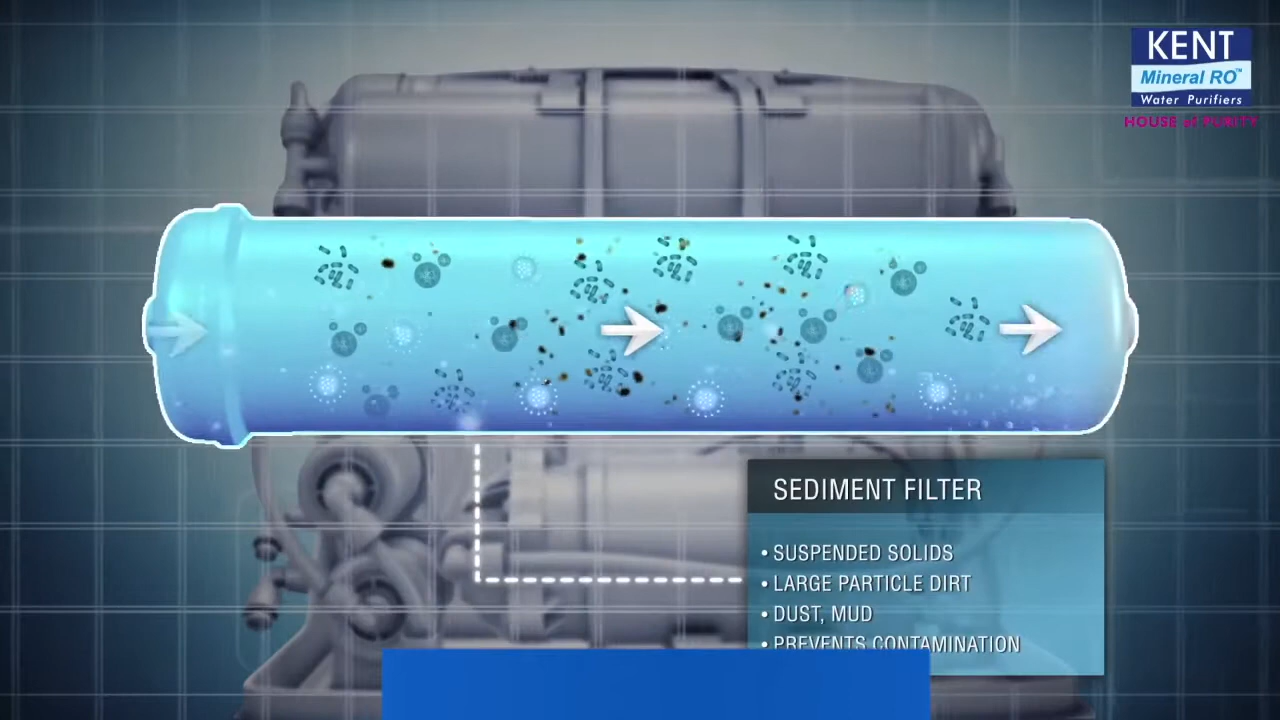 KENT
Mineral RO™
Water Purifiers
HOUSE of PURITY
SEDIMENT FILTER
• SUSPENDED SOLIDS
• LARGE PARTICLE DIRT
• DUST, MUD
• PREVENTS CONTAMINATION